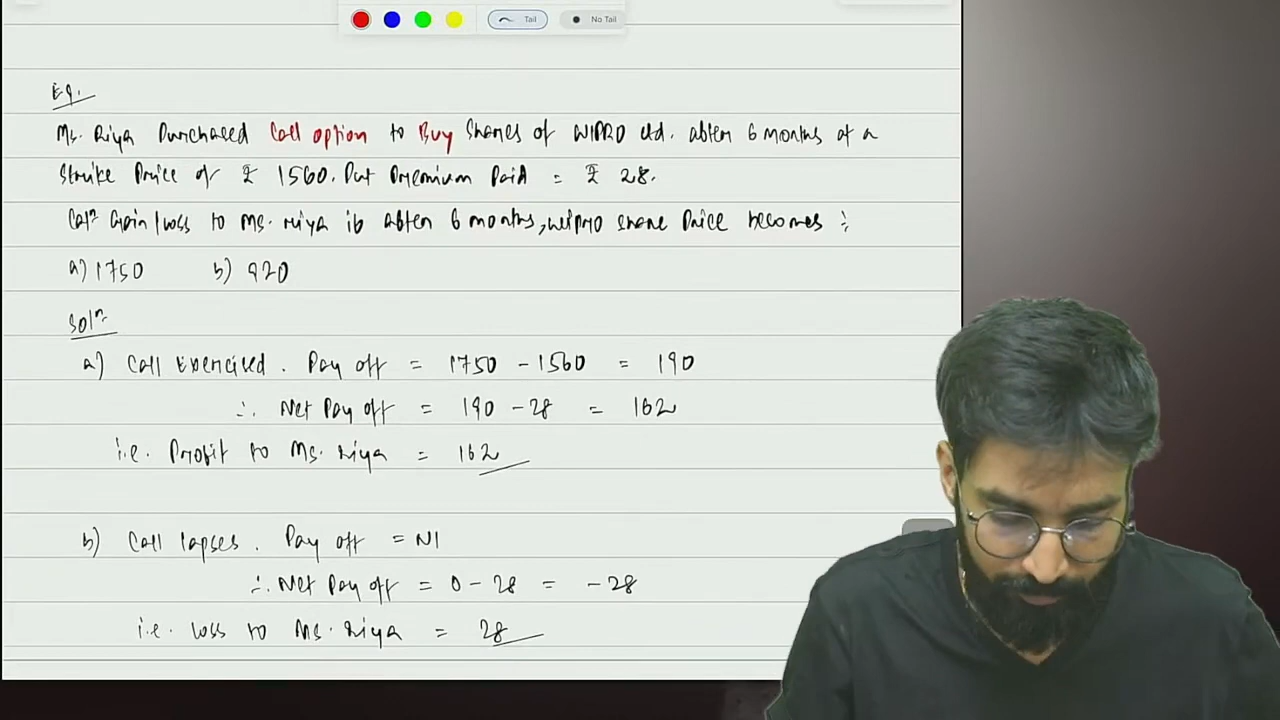 Tail
No Tail
Eg.
Ms. Riya Purchased Call option to Buy Shares of WIPRO Ltd. after 6 months at a
Strike Price of ₹ 1560. Put Premium Paid = ₹ 28.
Calⁿ Gain/Loss to Ms. Riya if after 6 months, Wipro share Price becomes :
a) 1750 b) 920
Solⁿ
a) Call Exercised. Pay off = 1750 - 1560 = 190
∴ Net Pay off = 190 - 28 = 162
i.e. Profit to Ms. Riya = 162
b) Call lapses. Pay off = Nl
∴ Net Pay off = 0 - 28 = -28
i.e. loss to Ms. Riya = 28